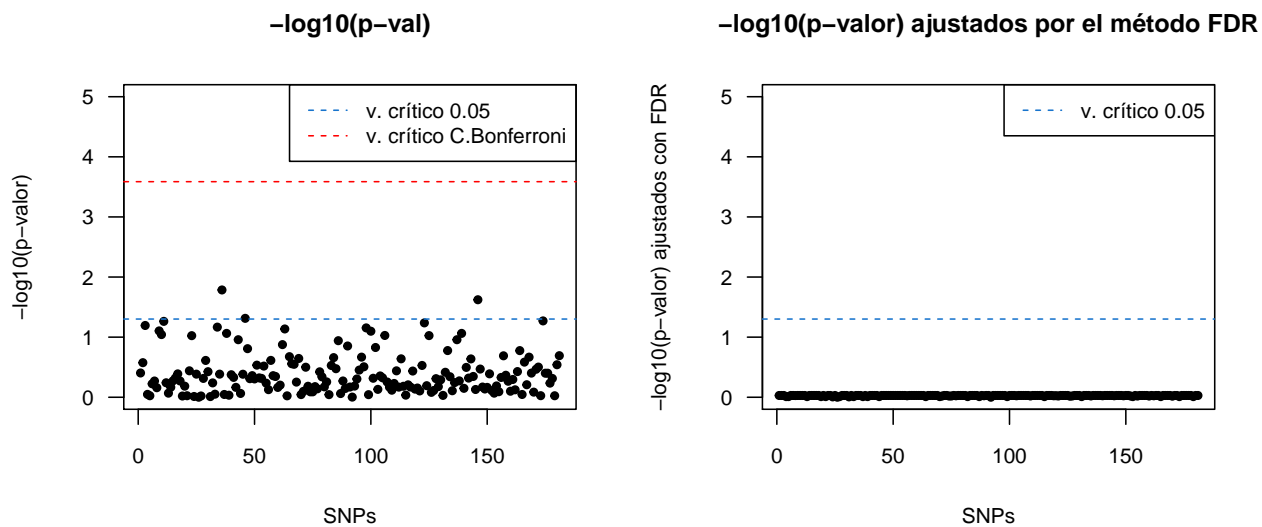 −log10(p−val)
−log10(p−valor)
5
4
3
2
1
0
v. crítico 0.05
v. crítico C.Bonferroni
0
50
100
150
SNPs
−log10(p−valor) ajustados por el método FDR
−log10(p−valor) ajustados con FDR
5
4
3
2
1
0
v. crítico 0.05
0
50
100
150
SNPs